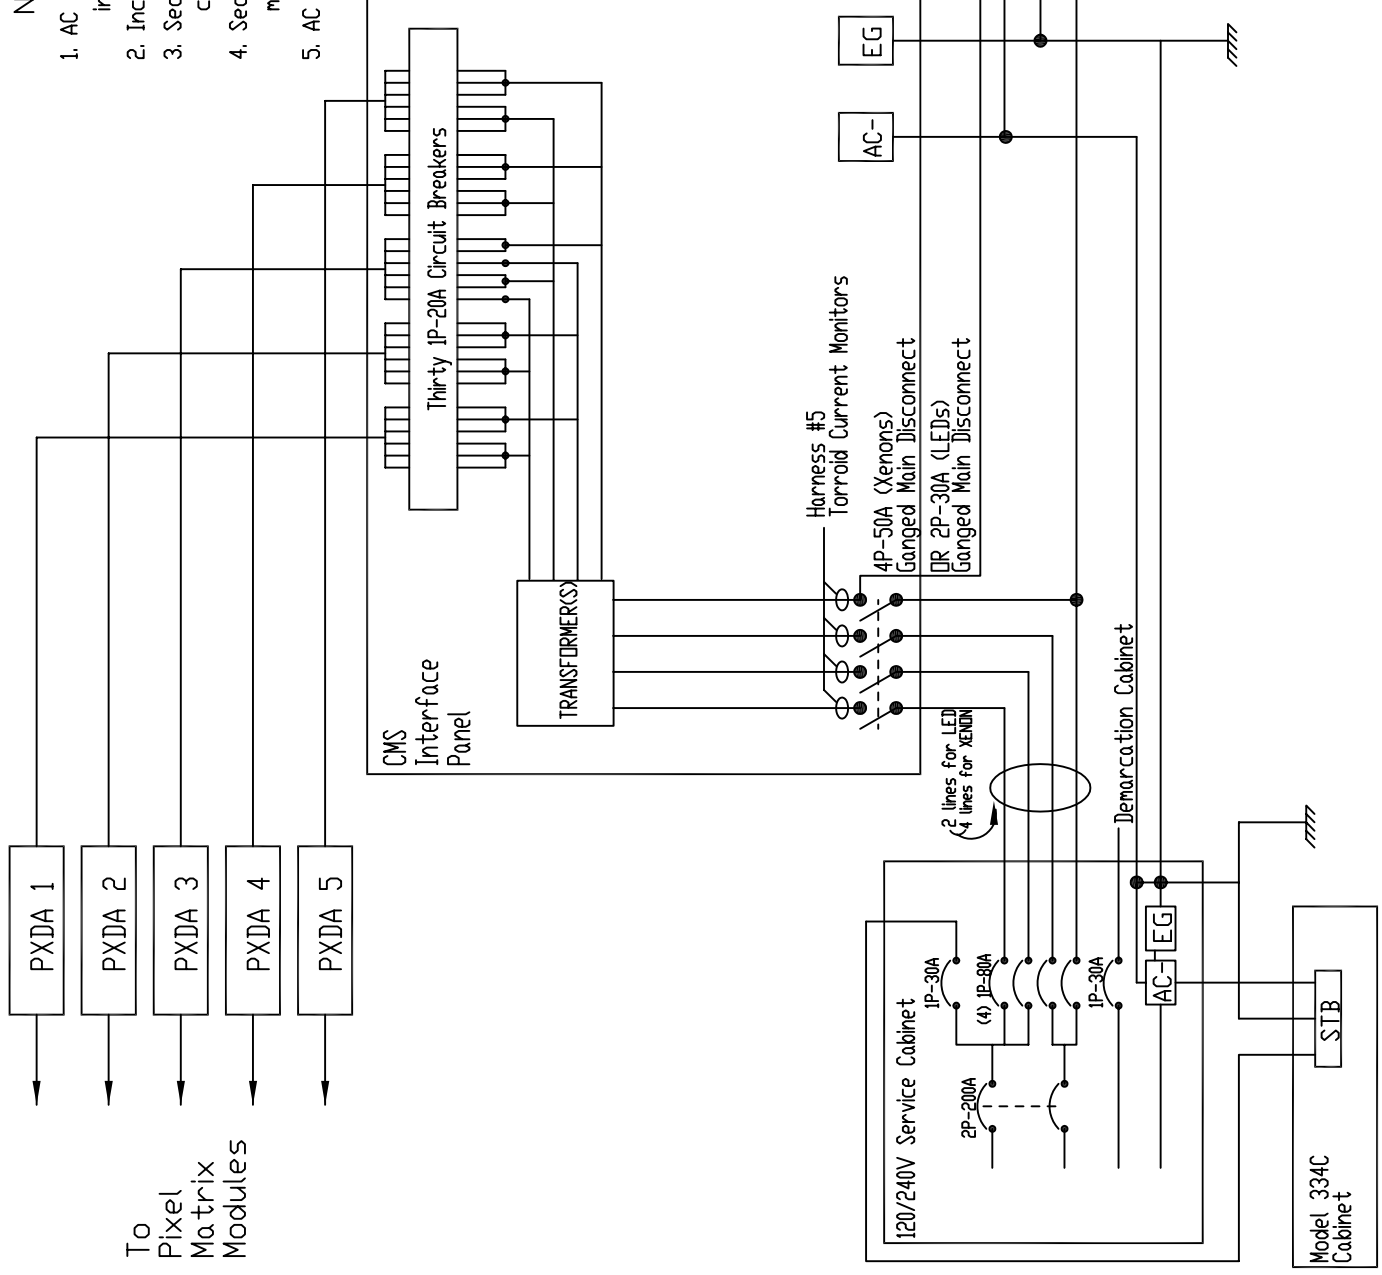 N
1. AC
in
2. Inc
3. Sec
c
4. Sec
m
5. AC
EG
AC-
Thirty 1P-20A Circuit Breakers
Harness #5
Torroid Current Monitors
4P-50A (Xenons)
Ganged Main Disconnect
OR 2P-30A (LEDs)
Ganged Main Disconnect
TRANSFORMER(S)
CMS
Interface
Panel
2 lines for LED
4 lines for XENON
Demarcation Cabinet
PXDA 1
PXDA 2
PXDA 3
PXDA 4
PXDA 5
To
Pixel
Matrix
Modules
120/240V Service Cabinet
1P-30A
(4) 1P-80A
1P-30A
2P-200A
EG
AC-
STB
Model 334C
Cabinet